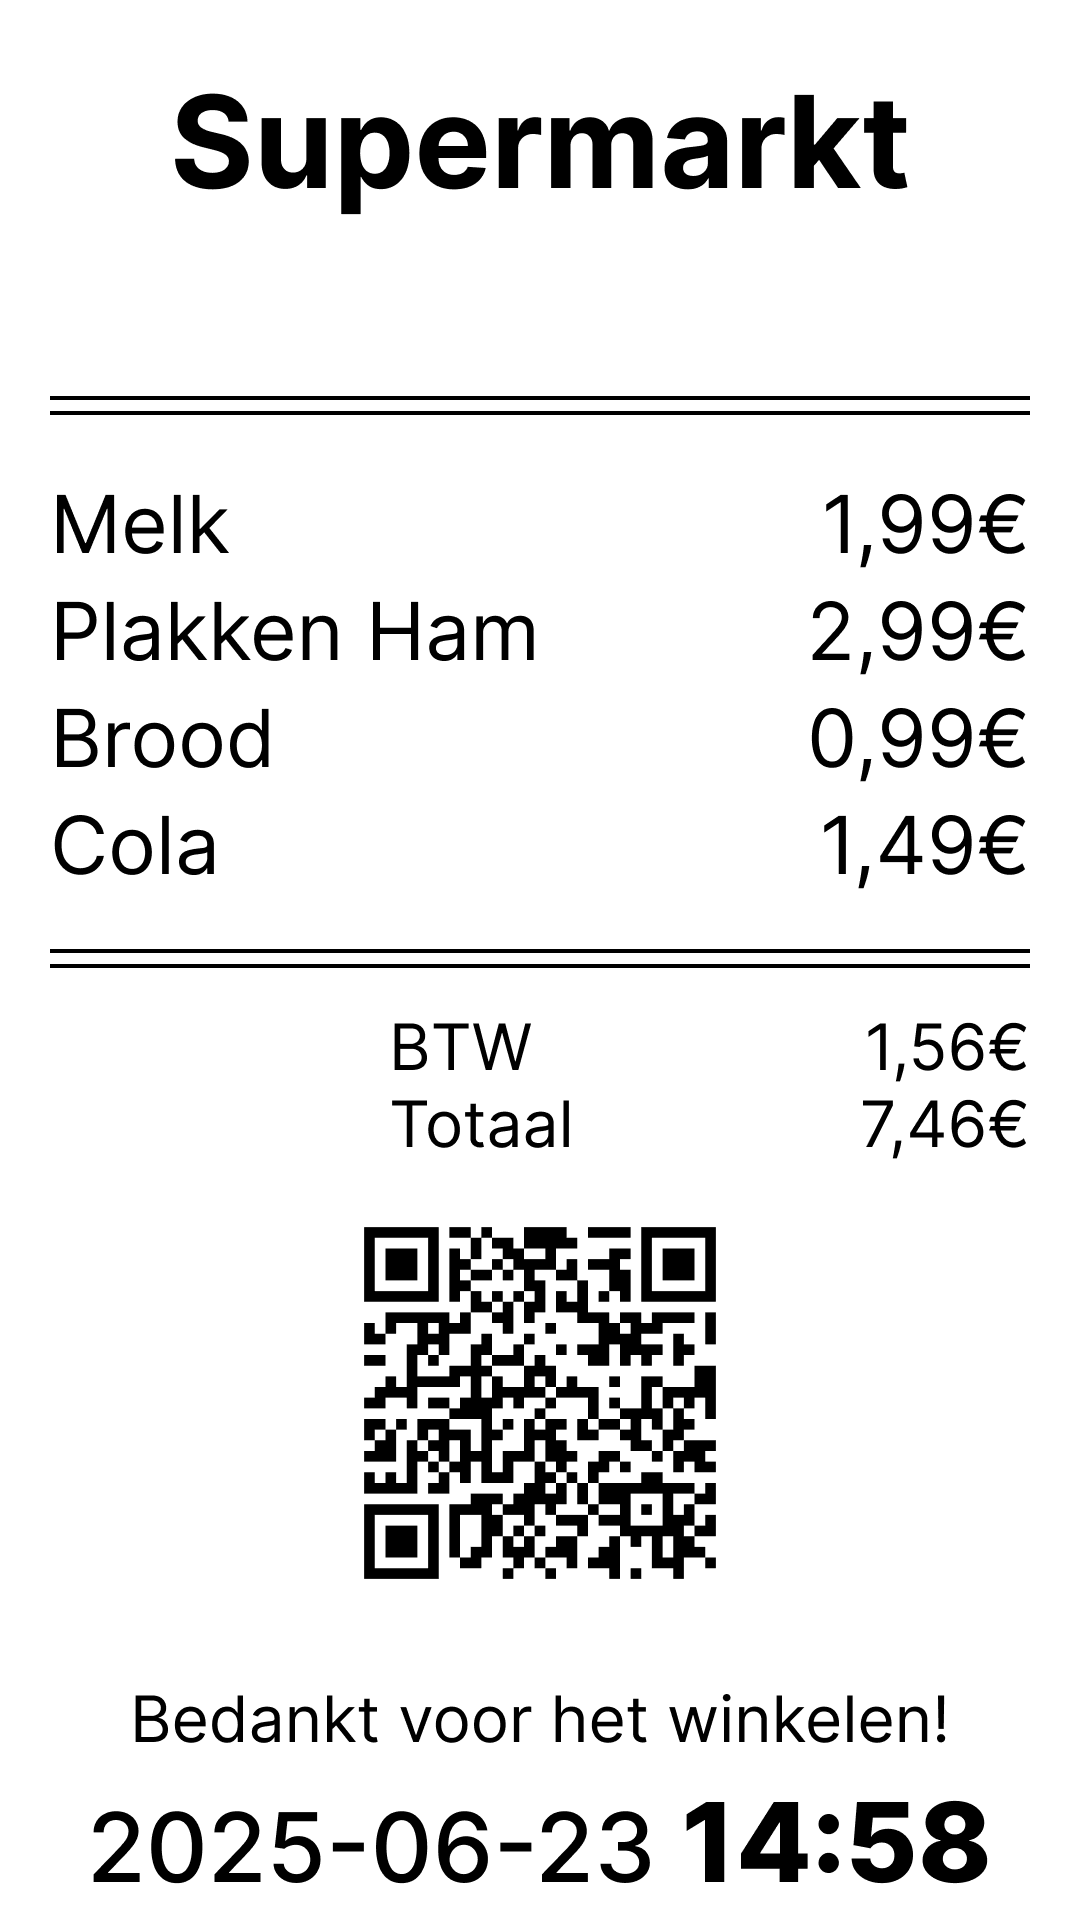 Supermarkt
Melk 1,99€
Plakken Ham 2,99€
Brood 0,99€
Cola 1,49€
BTW 1,56€
Totaal 7,46€
Bedankt voor het winkelen!
2025-06-23 14:58